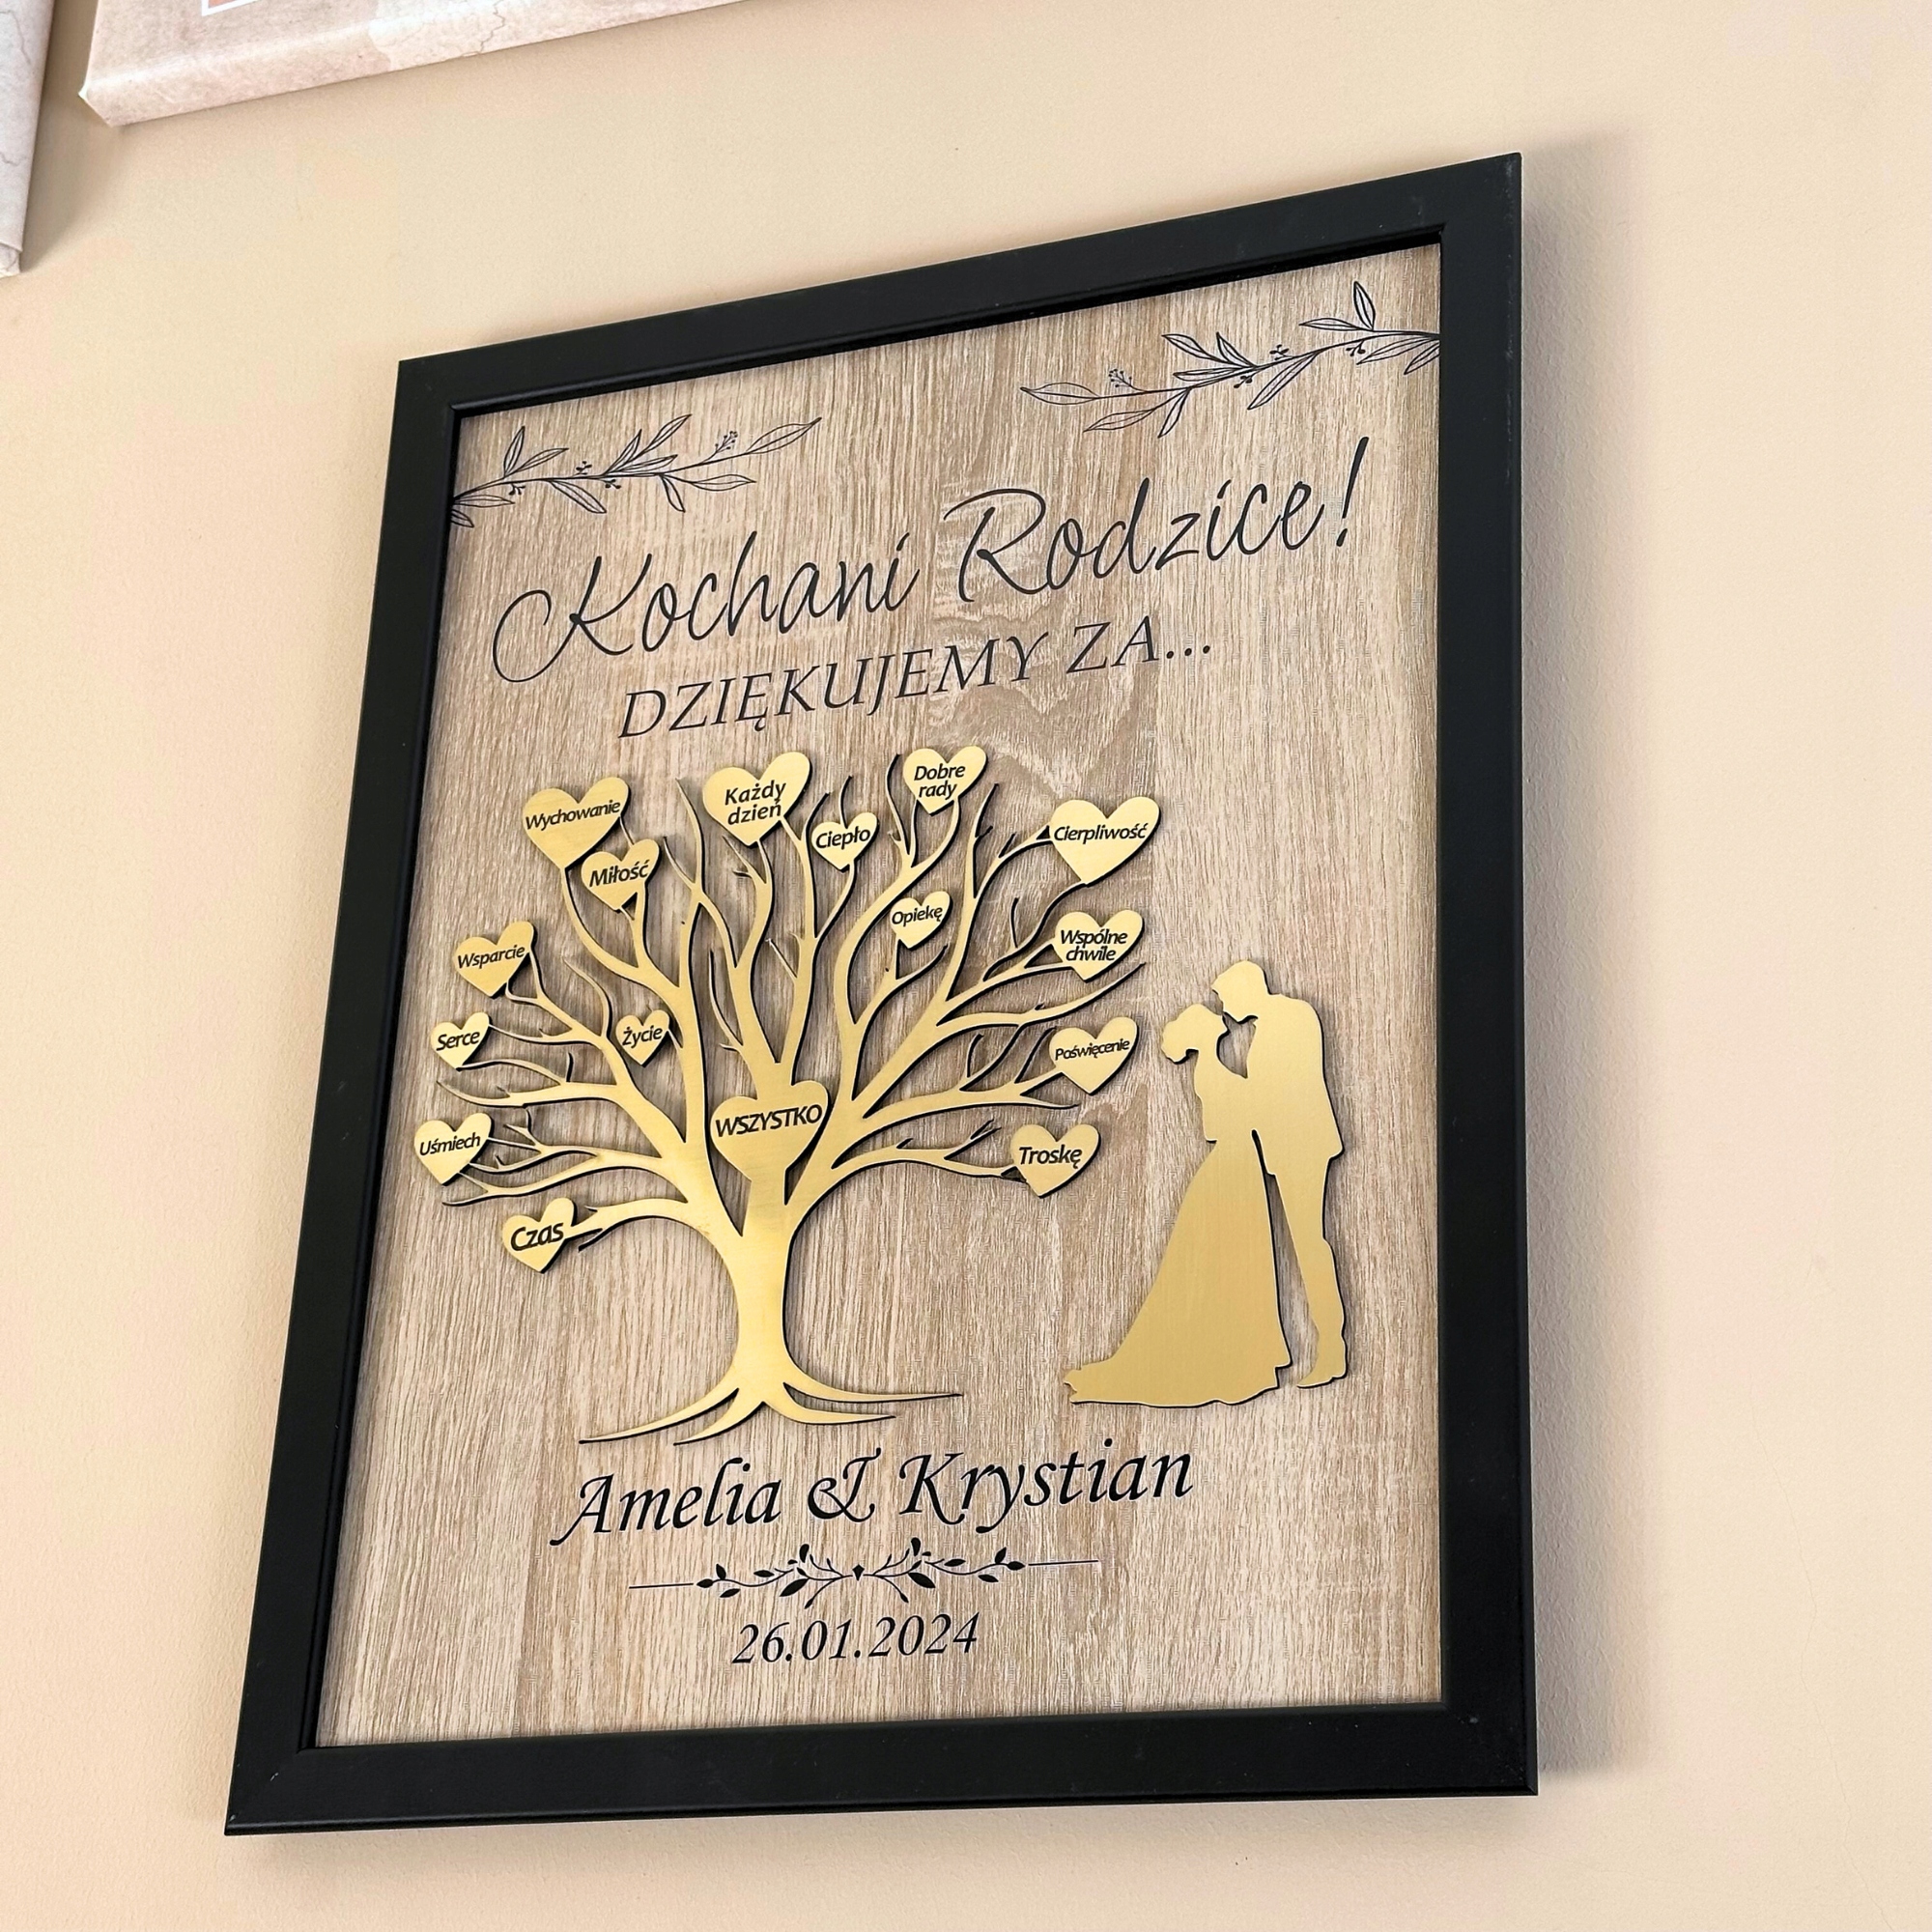 Kochani Rodzice!
DZIĘKUJEMY ZA...
Wychowanie
Każdy
dzień
Dobre
rady
Miłość
Ciepło
Cierpliwość
Opiekę
Wsparcie
Wspólne
chwile
Serce
Życie
Poświęcenie
WSZYSTKO
Uśmiech
Troskę
Czas
Amelia & Krystian
26.01.2024